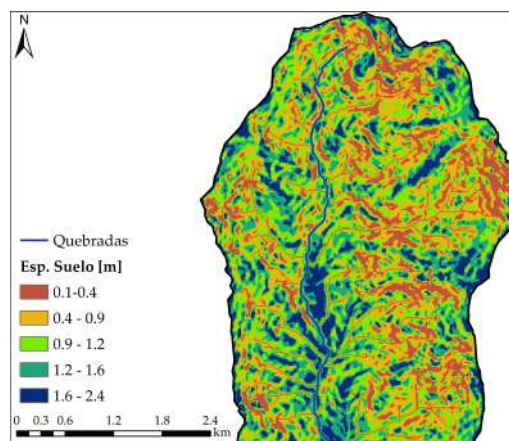 N
Quebradas
Esp. Suelo [m]
0.1-0.4
0.4 - 0.9
0.9 - 1.2
1.2 - 1.6
1.6 - 2.4
0 0.3 0.6 1.2 1.8 2.4
km